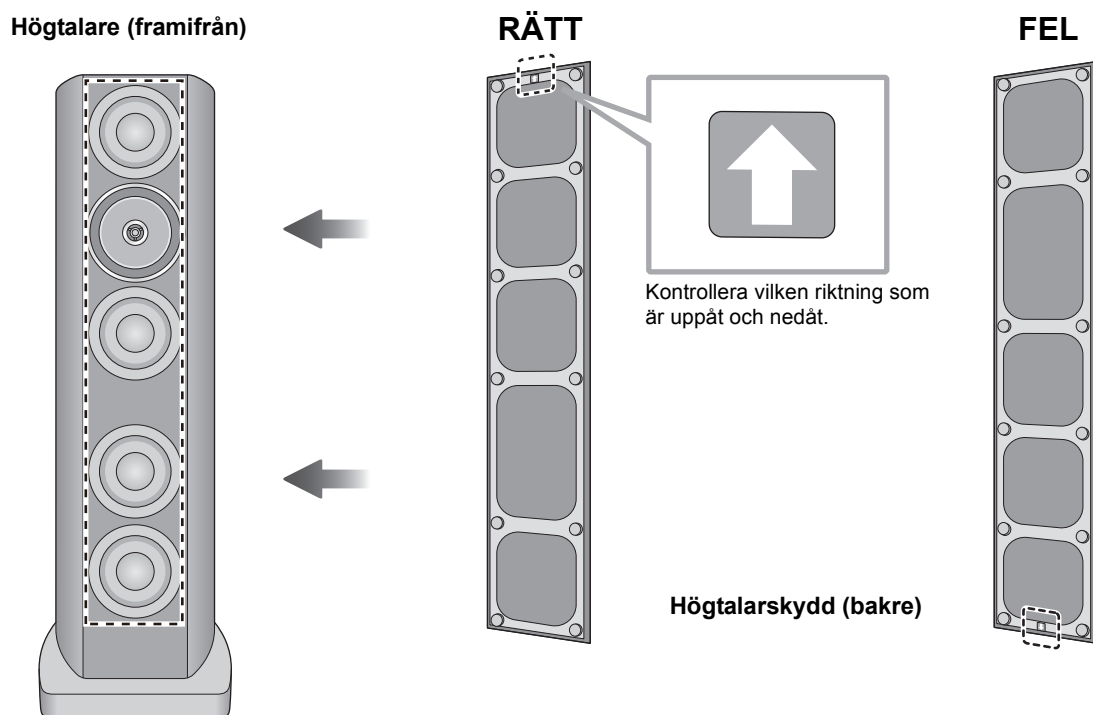 Högtalare (framifrån)
RÄTT
FEL
Kontrollera vilken riktning som
är uppåt och nedåt.
Högtalarskydd (bakre)